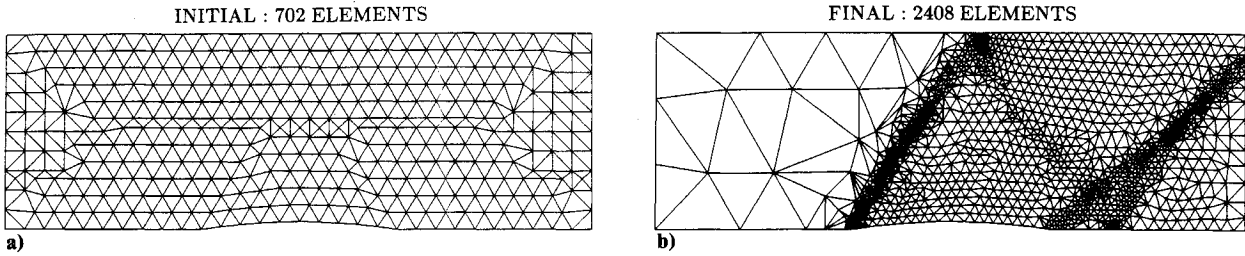 INITIAL : 702 ELEMENTS
a)
FINAL : 2408 ELEMENTS
b)